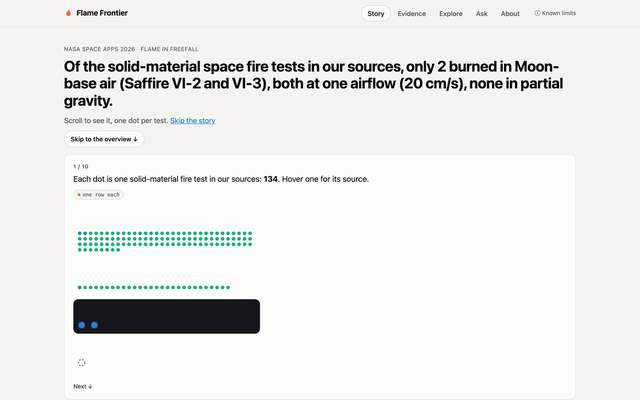 Flame Frontier
Story
Evidence
Explore
Ask
About
ⓘ Known limits
NASA SPACE APPS 2026 · FLAME IN FREEFALL
Of the solid-material space fire tests in our sources, only 2 burned in Moon-
base air (Saffire VI-2 and VI-3), both at one airflow (20 cm/s), none in partial
gravity.
Scroll to see it, one dot per test. Skip the story
Skip to the overview ↓
1 / 10
Each dot is one solid-material fire test in our sources: 134. Hover one for its source.
one row each
Next ↓